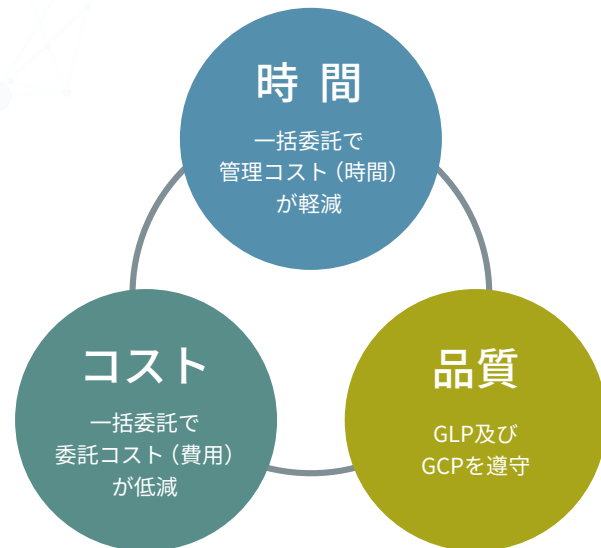 時 間
一括委託で
管理コスト（時間）
が軽減
コスト
一括委託で
委託コスト（費用）
が低減
品質
GLP及び
GCPを遵守